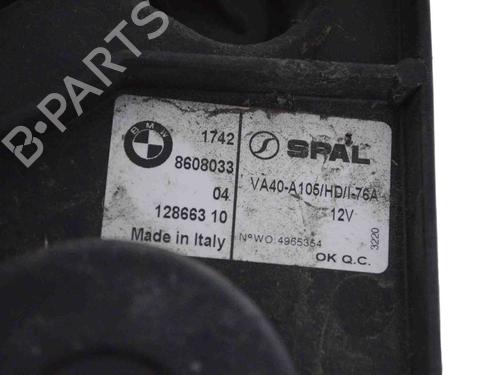 B-PARTS
BMW
1742
8608033
04
128663 10
Made in Italy
SPAL
VA40-A105/HD/I-76A
12V
N°WO.4965354
3220
OK Q.C.